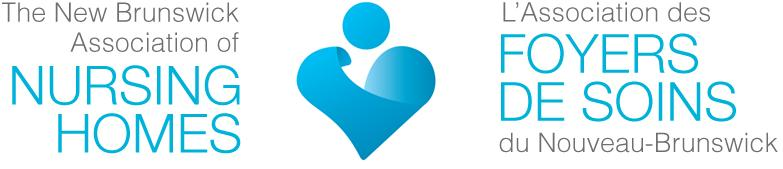 The New Brunswick
Association of
NURSING
HOMES
L'Association des
FOYERS
DE SOINS
du Nouveau-Brunswick